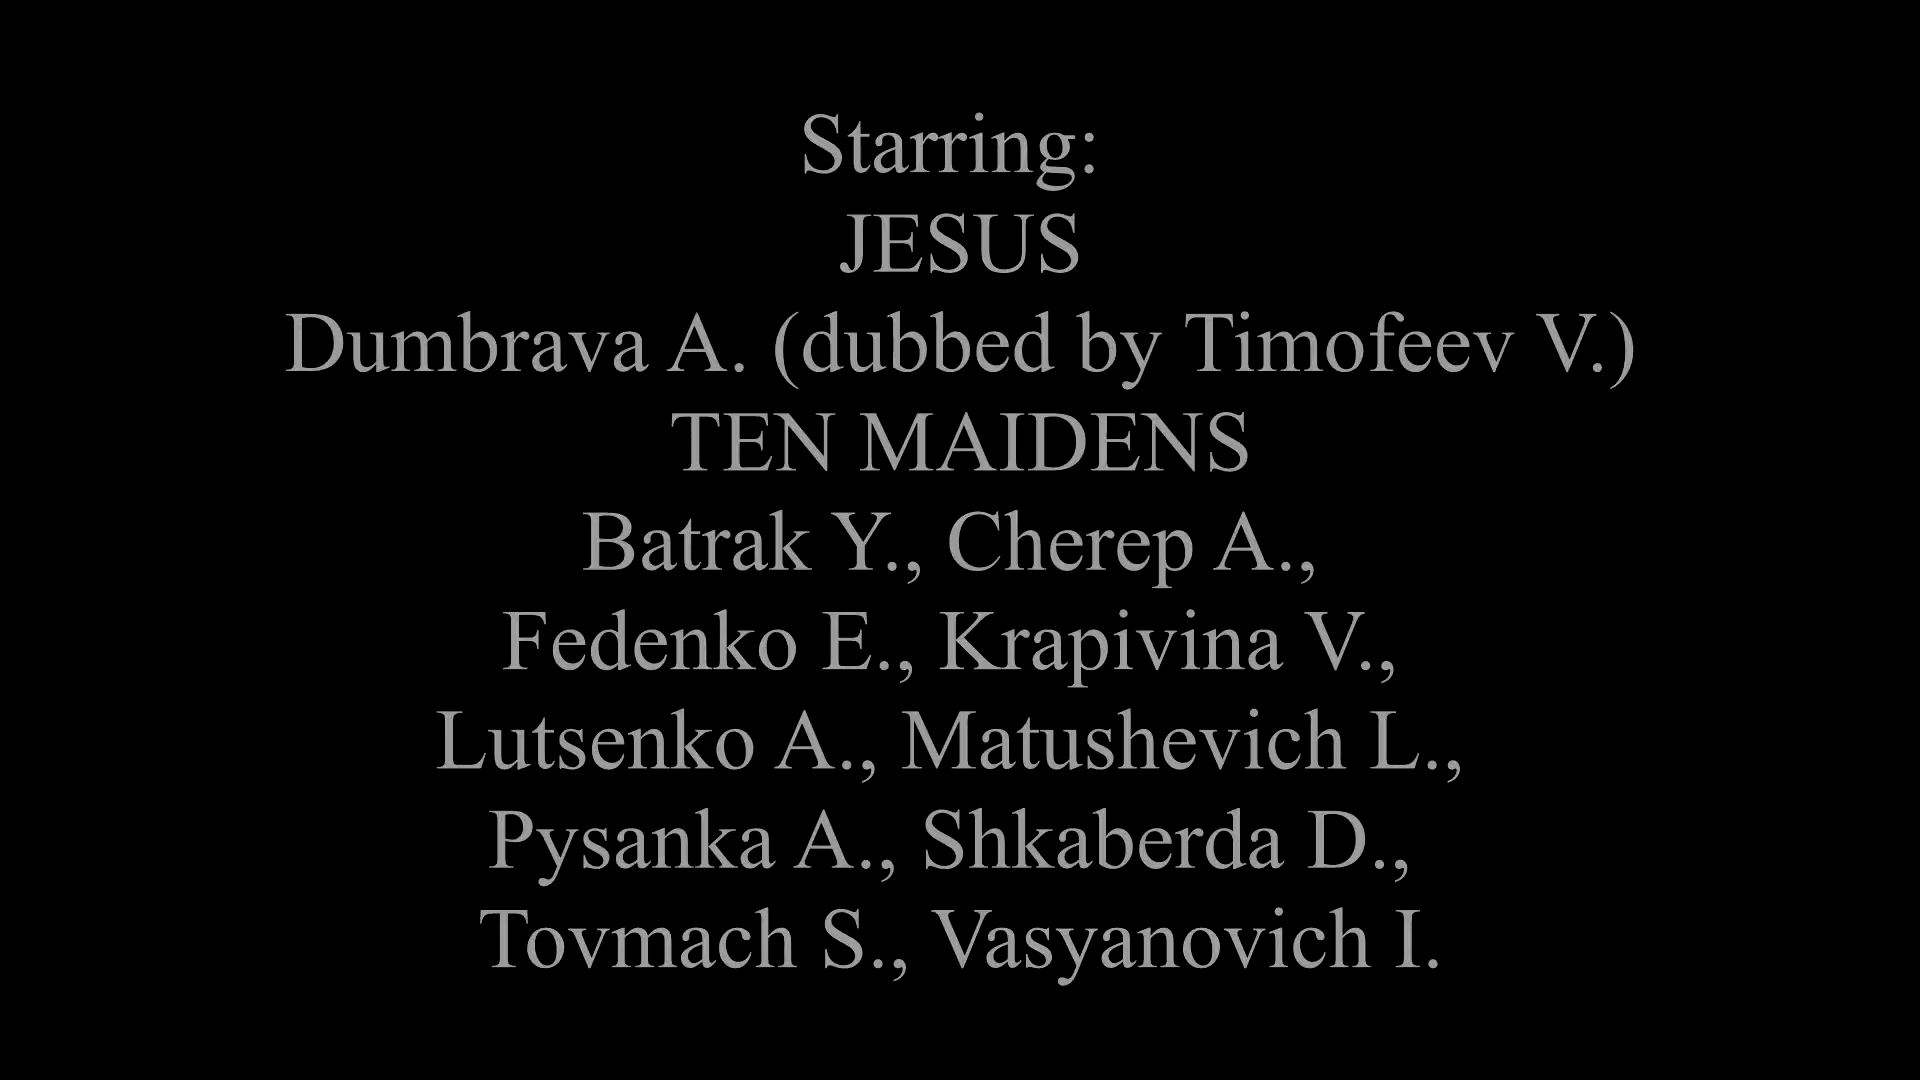 Starring:
JESUS
Dumbrava A. (dubbed by Timofeev V.)
TEN MAIDENS
Batrak Y., Cherep A.,
Fedenko E., Krapivina V.,
Lutsenko A., Matushevich L.,
Pysanka A., Shkaberda D.,
Tovmach S., Vasyanovich I.